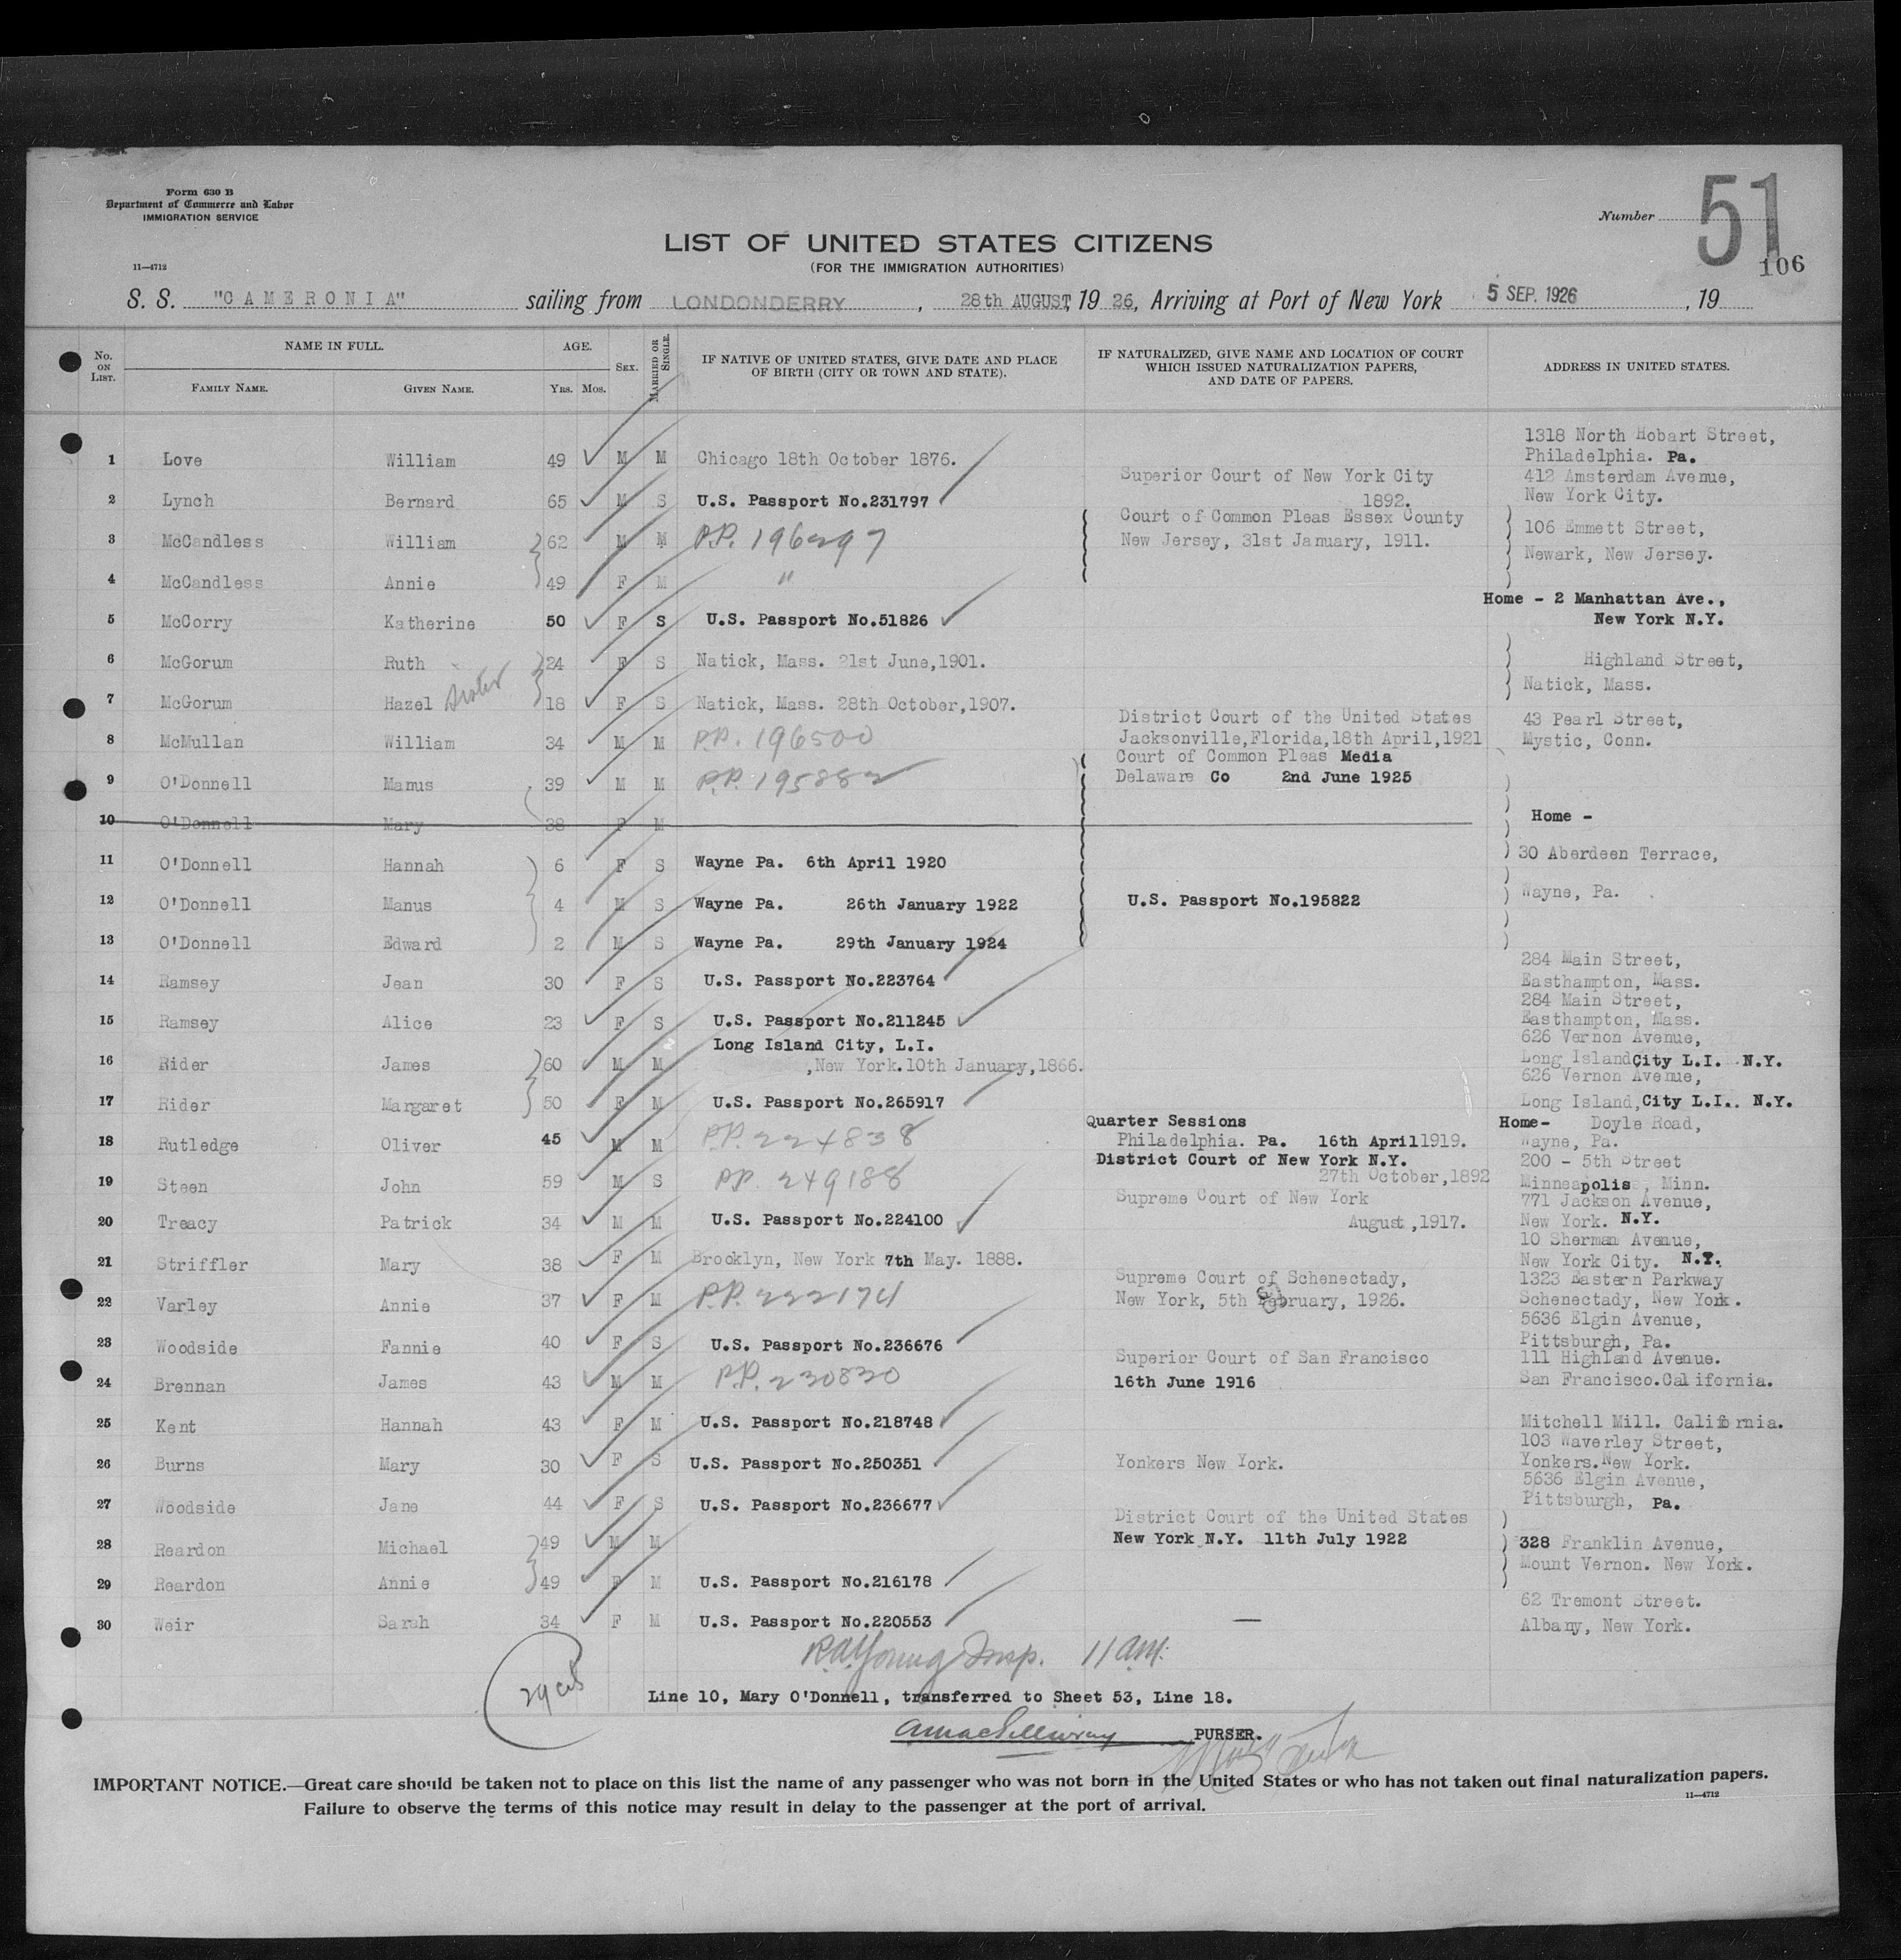 Form 630 B
Department of Commerce and Labor
IMMIGRATION SERVICE
11—4712
Number 51
106
LIST OF UNITED STATES CITIZENS
(FOR THE IMMIGRATION AUTHORITIES)
S. S. "CAMERONIA" sailing from LONDONDERRY, 28th AUGUST, 19 26, Arriving at Port of New York 5 SEP. 1926, 19
No. ON LIST. NAME IN FULL. AGE. SEX. MARRIED OR SINGLE. IF NATIVE OF UNITED STATES, GIVE DATE AND PLACE OF BIRTH (CITY OR TOWN AND STATE). IF NATURALIZED, GIVE NAME AND LOCATION OF COURT WHICH ISSUED NATURALIZATION PAPERS, AND DATE OF PAPERS. ADDRESS IN UNITED STATES.
FAMILY NAME. GIVEN NAME. YRS. MOS.
1 Love William 49 M M Chicago 18th October 1876. 1318 North Hobart Street, Philadelphia. Pa.
2 Lynch Bernard 65 M S U.S. Passport No.231797 Superior Court of New York City 1892. 412 Amsterdam Avenue, New York City.
3 McCandless William 62 M M P.P. 196297 Court of Common Pleas Essex County New Jersey, 31st January, 1911. 106 Emmett Street, Newark, New Jersey.
4 McCandless Annie 49 F M "
5 McCorry Katherine 50 F S U.S. Passport No.51826 Home - 2 Manhattan Ave., New York N.Y.
6 McGorum Ruth 24 F S Natick, Mass. 21st June,1901. Highland Street, Natick, Mass.
7 McGorum Hazel Sister 18 F S Natick, Mass. 28th October,1907.
8 McMullan William 34 M M P.P. 196500 District Court of the United States Jacksonville,Florida,18th April,1921 43 Pearl Street, Mystic, Conn.
9 O'Donnell Manus 39 M M P.P. 195882 Court of Common Pleas Media Delaware Co 2nd June 1925
10 O'Donnell Mary 38 F M Home -
11 O'Donnell Hannah 6 F S Wayne Pa. 6th April 1920 30 Aberdeen Terrace,
12 O'Donnell Manus 4 M S Wayne Pa. 26th January 1922 U.S. Passport No.195822 Wayne, Pa.
13 O'Donnell Edward 2 M S Wayne Pa. 29th January 1924
14 Ramsey Jean 30 F S U.S. Passport No.223764 284 Main Street, Easthampton, Mass.
15 Ramsey Alice 23 F S U.S. Passport No.211245 284 Main Street, Easthampton, Mass.
16 Rider James 60 M M Long Island City, L.I. ,New York.10th January,1866. 626 Vernon Avenue, Long Island City L.I. N.Y.
17 Rider Margaret 50 F M U.S. Passport No.265917 626 Vernon Avenue, Long Island,City L.I.. N.Y.
18 Rutledge Oliver 45 M M P.P. 224838 Quarter Sessions Philadelphia. Pa. 16th April 1919. Home- Doyle Road, Wayne, Pa.
19 Steen John 59 M S P.P. 249188 District Court of New York N.Y. 27th October,1892 200 - 5th Street Minneapolis, Minn.
20 Treacy Patrick 34 M M U.S. Passport No.224100 Supreme Court of New York August,1917. 771 Jackson Avenue, New York. N.Y.
21 Striffler Mary 38 F M Brooklyn, New York 7th May. 1888. 10 Sherman Avenue, New York City. N.Y.
22 Varley Annie 37 F M P.P. 222174 Supreme Court of Schenectady, New York, 5th February, 1926. 1323 Eastern Parkway Schenectady, New York.
23 Woodside Fannie 40 F S U.S. Passport No.236676 5636 Elgin Avenue, Pittsburgh, Pa.
24 Brennan James 43 M M P.P. 230820 Superior Court of San Francisco 16th June 1916 111 Highland Avenue. San Francisco.California.
25 Kent Hannah 43 F M U.S. Passport No.218748 Mitchell Mill. California.
26 Burns Mary 30 F S U.S. Passport No.250351 Yonkers New York. 103 Waverley Street, Yonkers.New York.
27 Woodside Jane 44 F S U.S. Passport No.236677 5636 Elgin Avenue, Pittsburgh, Pa.
28 Reardon Michael 49 M M District Court of the United States New York N.Y. 11th July 1922 328 Franklin Avenue, Mount Vernon. New York.
29 Reardon Annie 49 F M U.S. Passport No.216178
30 Weir Sarah 34 F M U.S. Passport No.220553 — 62 Tremont Street. Albany, New York.
Young Insp. 11 am.
Line 10, Mary O'Donnell, transferred to Sheet 53, Line 18.
PURSER.
IMPORTANT NOTICE.—Great care should be taken not to place on this list the name of any passenger who was not born in the United States or who has not taken out final naturalization papers.
Failure to observe the terms of this notice may result in delay to the passenger at the port of arrival.
11—4712